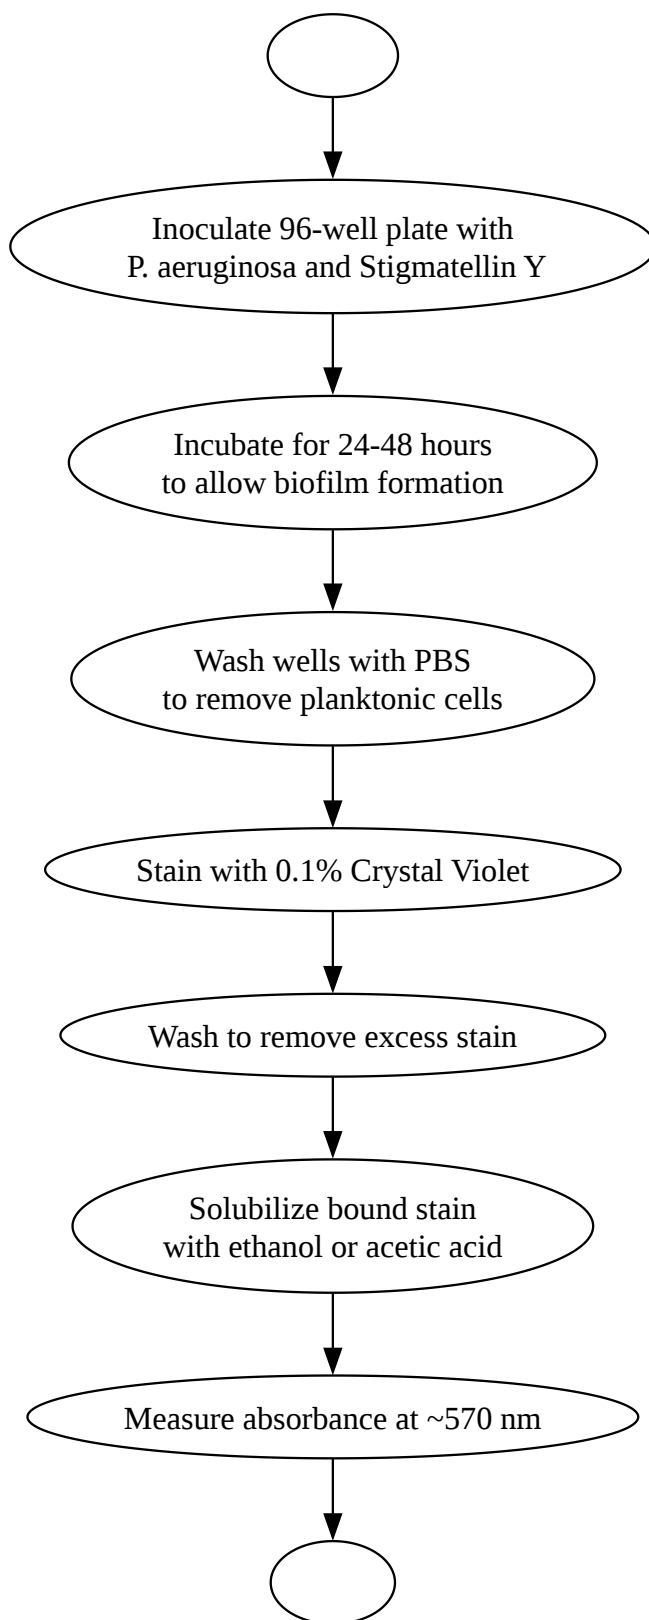 Inoculate 96-well plate with
P. aeruginosa and Stigmatellin Y
Incubate for 24-48 hours
to allow biofilm formation
Wash wells with PBS
to remove planktonic cells
Stain with 0.1% Crystal Violet
Wash to remove excess stain
Solubilize bound stain
with ethanol or acetic acid
Measure absorbance at ~570 nm